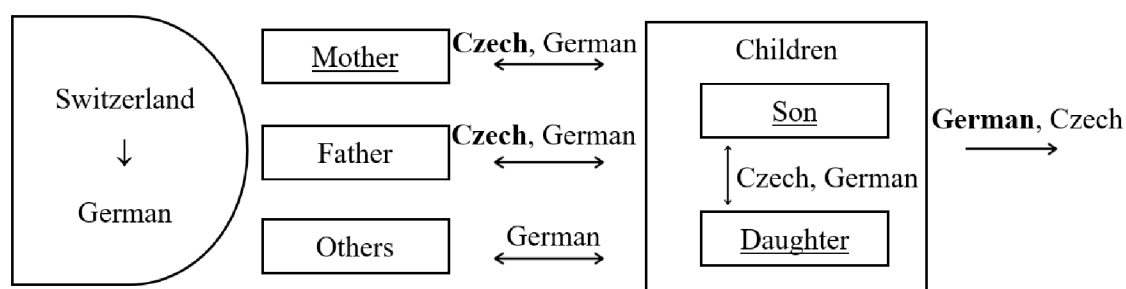 Switzerland
↓
German
Mother
Father
Others
Czech, German
Czech, German
German
Children
Son
Czech, German
Daughter
German, Czech